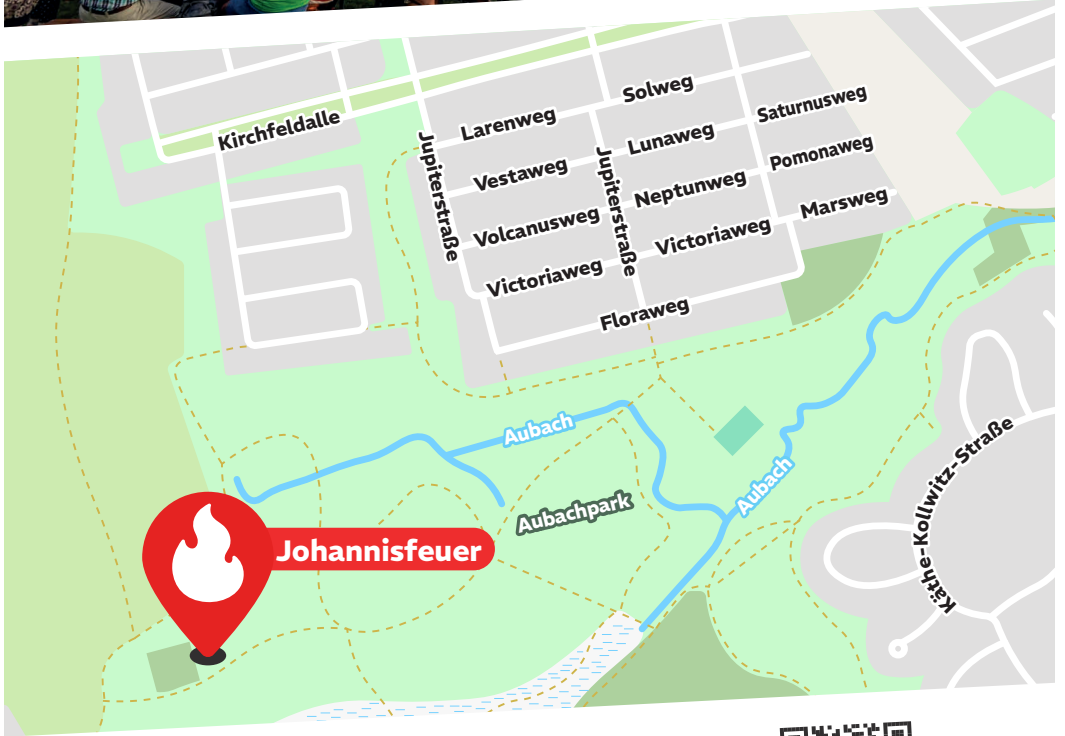 Kirchfeldalle
Larenweg
Solweg
Saturnusweg
Jupiterstraße
Vestaweg
Jupiterstraße
Lunaweg
Pomonaweg
Volcanusweg
Neptunweg
Marsweg
Victoriaweg
Victoriaweg
Floraweg
Aubach
Aubach
Aubachpark
Käthe-Kollwitz-Straße
Johannisfeuer